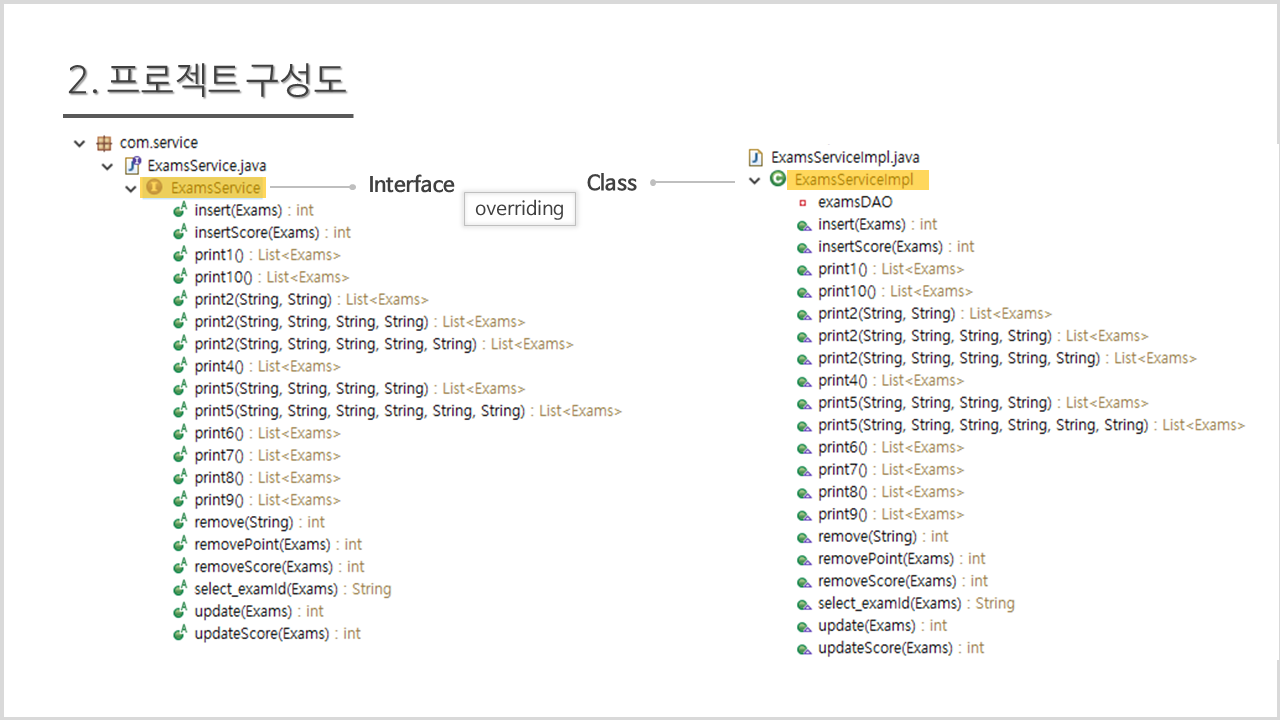 2. 프로젝트 구성도
com.service
ExamsService.java
ExamsService
insert(Exams) : int
insertScore(Exams) : int
print1() : List<Exams>
print10() : List<Exams>
print2(String, String) : List<Exams>
print2(String, String, String, String) : List<Exams>
print2(String, String, String, String, String) : List<Exams>
print4() : List<Exams>
print5(String, String, String, String) : List<Exams>
print5(String, String, String, String, String, String) : List<Exams>
print6() : List<Exams>
print7() : List<Exams>
print8() : List<Exams>
print9() : List<Exams>
remove(String) : int
removePoint(Exams) : int
removeScore(Exams) : int
select_examId(Exams) : String
update(Exams) : int
updateScore(Exams) : int
Interface
overriding
Class
ExamsServiceImpl.java
ExamsServiceImpl
examsDAO
insert(Exams) : int
insertScore(Exams) : int
print1() : List<Exams>
print10() : List<Exams>
print2(String, String) : List<Exams>
print2(String, String, String, String) : List<Exams>
print2(String, String, String, String, String) : List<Exams>
print4() : List<Exams>
print5(String, String, String, String) : List<Exams>
print5(String, String, String, String, String, String) : List<Exams>
print6() : List<Exams>
print7() : List<Exams>
print8() : List<Exams>
print9() : List<Exams>
remove(String) : int
removePoint(Exams) : int
removeScore(Exams) : int
select_examId(Exams) : String
update(Exams) : int
updateScore(Exams) : int